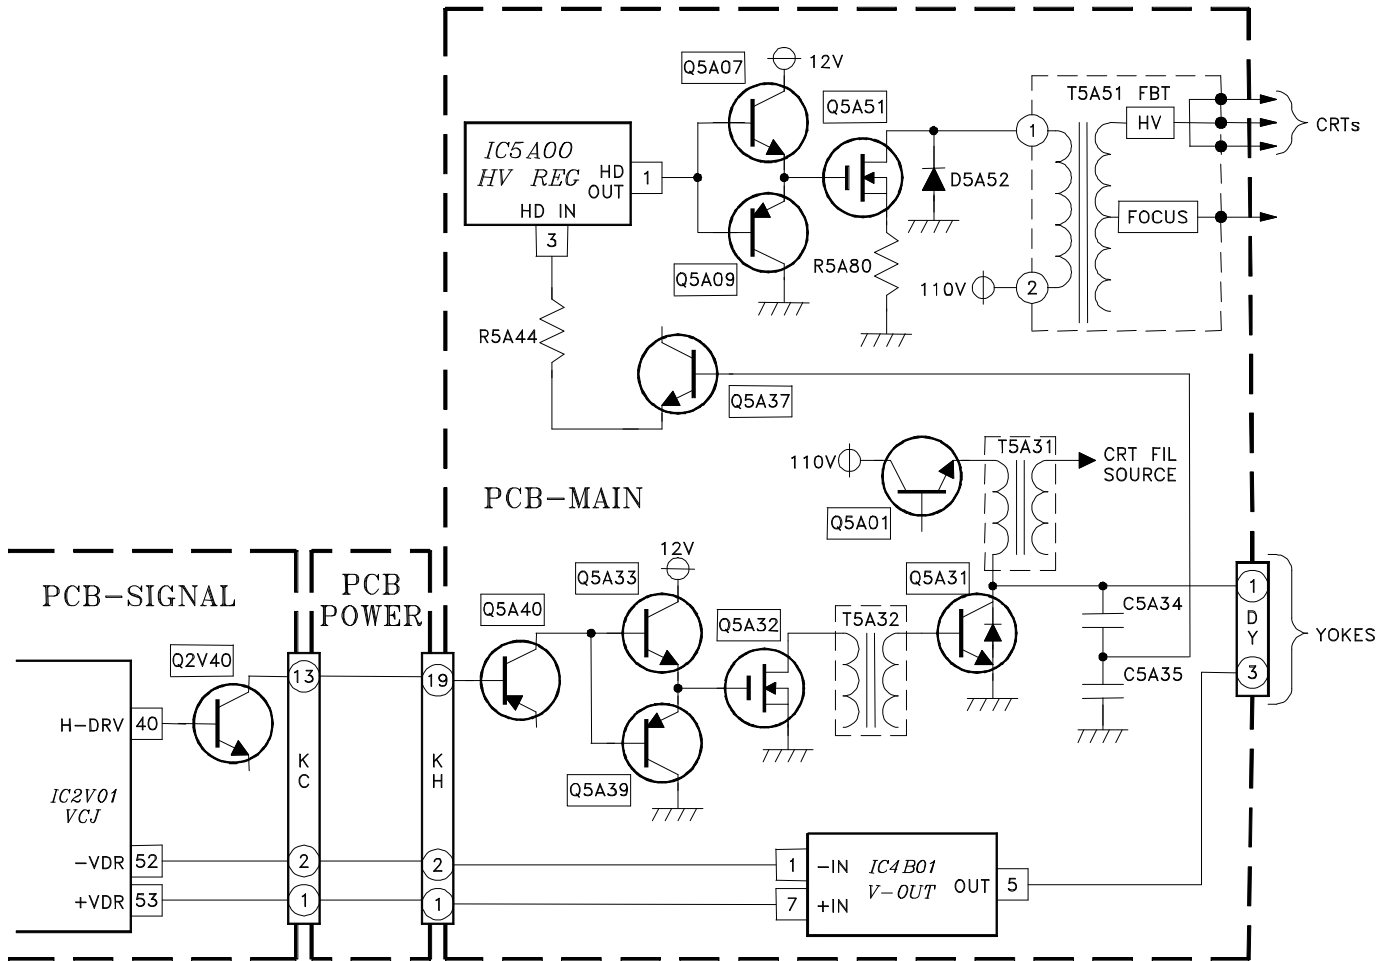 Q5A07
12V
Q5A51
T5A51 FBT
HV
CRTs
1
IC5A00
HV REG
HD
OUT
1
HD IN
3
D5A52
FOCUS
Q5A09
R5A80
110V
2
R5A44
Q5A37
110V
T5A31
CRT FIL
SOURCE
Q5A01
PCB-MAIN
12V
PCB-SIGNAL
PCB
POWER
Q5A40
Q5A33
Q5A32
T5A32
Q5A31
C5A34
C5A35
1
D
Y
3
YOKES
Q2V40
13
19
H-DRV
40
K
C
K
H
Q5A39
IC2V01
VCJ
-VDR
52
2
2
1
-IN
IC4B01
V-OUT
OUT
5
+VDR
53
1
1
7
+IN